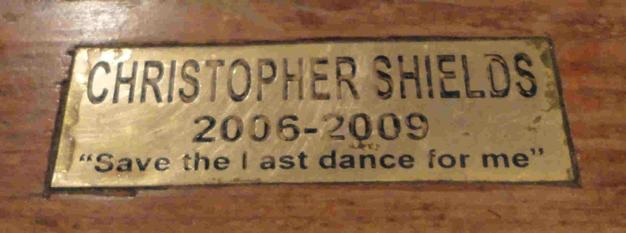 CHRISTOPHER SHIELDS
2006-2009
“Save the l ast dance for me”